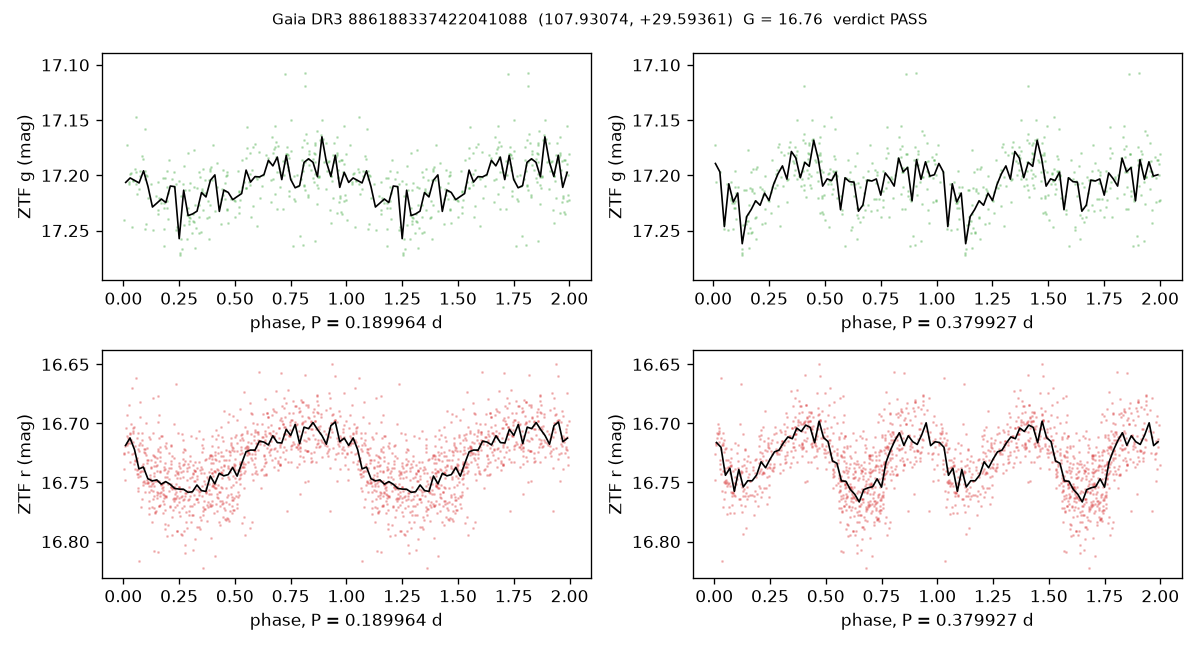 Gaia DR3 886188337422041088 (107.93074, +29.59361) G = 16.76 verdict PASS
ZTF g (mag)
17.10
17.15
17.20
17.25
0.00 0.25 0.50 0.75 1.00 1.25 1.50 1.75 2.00
phase, P = 0.189964 d
ZTF g (mag)
17.10
17.15
17.20
17.25
0.00 0.25 0.50 0.75 1.00 1.25 1.50 1.75 2.00
phase, P = 0.379927 d
ZTF r (mag)
16.65
16.70
16.75
16.80
0.00 0.25 0.50 0.75 1.00 1.25 1.50 1.75 2.00
phase, P = 0.189964 d
ZTF r (mag)
16.65
16.70
16.75
16.80
0.00 0.25 0.50 0.75 1.00 1.25 1.50 1.75 2.00
phase, P = 0.379927 d